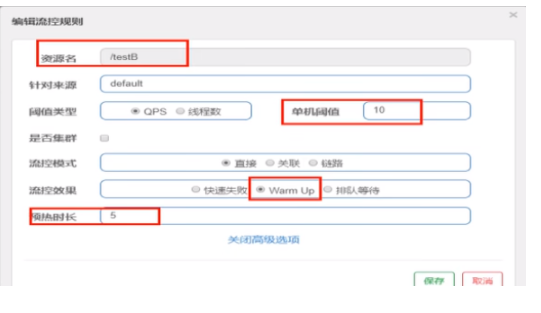 编辑流控规则
资源名 /testB
针对来源 default
阈值类型 QPS 线程数 单机阈值 10
是否集群
流控模式 直接 关联 链路
流控效果 快速失败 Warm Up 排队等待
预热时长 5
关闭高级选项
保存 取消